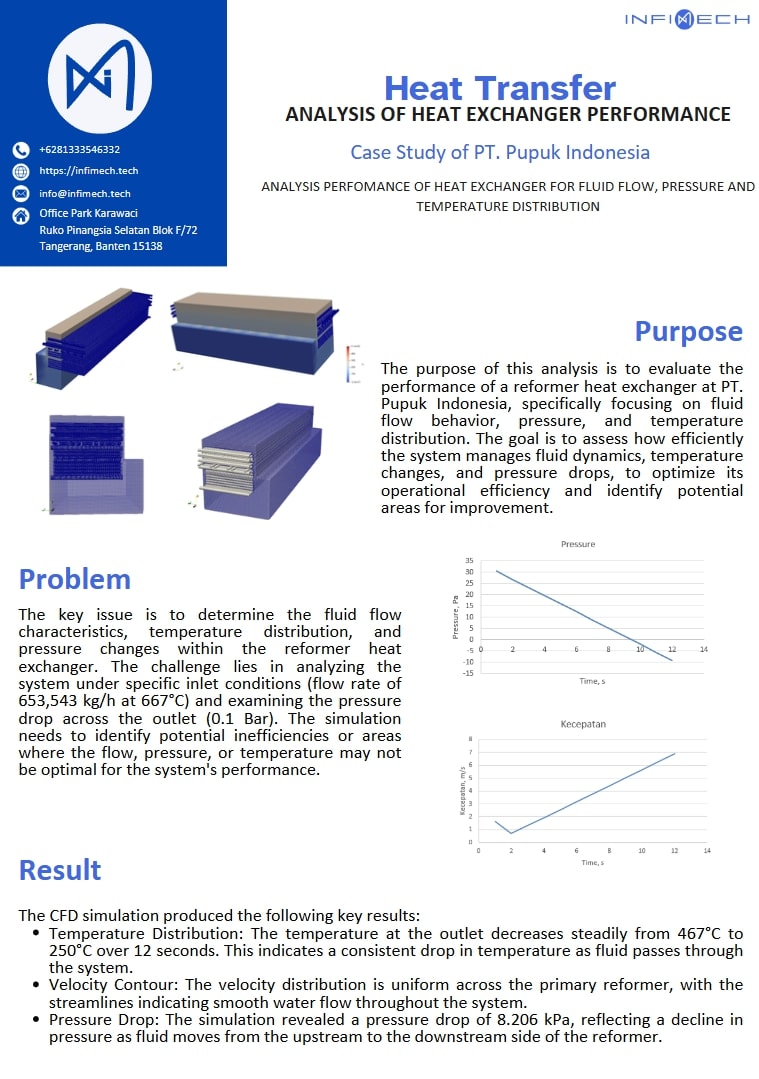 INFIMECH
+6281333546332
https://infimech.tech
info@infimech.tech
Office Park Karawaci
Ruko Pinangsia Selatan Blok F/72
Tangerang, Banten 15138
Heat Transfer
ANALYSIS OF HEAT EXCHANGER PERFORMANCE
Case Study of PT. Pupuk Indonesia
ANALYSIS PERFOMANCE OF HEAT EXCHANGER FOR FLUID FLOW, PRESSURE AND
TEMPERATURE DISTRIBUTION
Purpose
The purpose of this analysis is to evaluate the
performance of a reformer heat exchanger at PT.
Pupuk Indonesia, specifically focusing on fluid
flow behavior, pressure, and temperature
distribution. The goal is to assess how efficiently
the system manages fluid dynamics, temperature
changes, and pressure drops, to optimize its
operational efficiency and identify potential
areas for improvement.
Problem
The key issue is to determine the fluid flow
characteristics, temperature distribution, and
pressure changes within the reformer heat
exchanger. The challenge lies in analyzing the
system under specific inlet conditions (flow rate of
653,543 kg/h at 667°C) and examining the pressure
drop across the outlet (0.1 Bar). The simulation
needs to identify potential inefficiencies or areas
where the flow, pressure, or temperature may not
be optimal for the system's performance.
Pressure
Pressure, Pa
35
30
25
20
15
10
5
0
-5
-10
-15
0 2 4 6 8 10 12 14
Time, s
Kecepatan
Kecepatan, m/s
8
7
6
5
4
3
2
1
0
0 2 4 6 8 10 12 14
Time, s
Result
The CFD simulation produced the following key results:
• Temperature Distribution: The temperature at the outlet decreases steadily from 467°C to
250°C over 12 seconds. This indicates a consistent drop in temperature as fluid passes through
the system.
• Velocity Contour: The velocity distribution is uniform across the primary reformer, with the
streamlines indicating smooth water flow throughout the system.
• Pressure Drop: The simulation revealed a pressure drop of 8.206 kPa, reflecting a decline in
pressure as fluid moves from the upstream to the downstream side of the reformer.